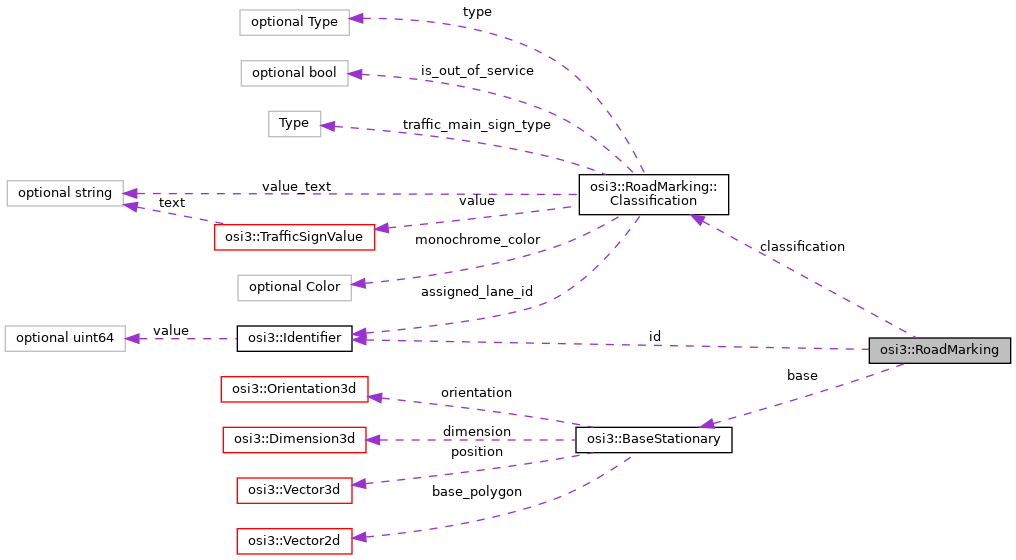 type
optional Type
is_out_of_service
optional bool
traffic_main_sign_type
Type
osi3::RoadMarking::
Classification
value_text
optional string
text
value
osi3::TrafficSignValue
monochrome_color
classification
optional Color
assigned_lane_id
value
optional uint64
osi3::Identifier
id
osi3::RoadMarking
base
osi3::Orientation3d
orientation
dimension
osi3::Dimension3d
osi3::BaseStationary
position
osi3::Vector3d
base_polygon
osi3::Vector2d